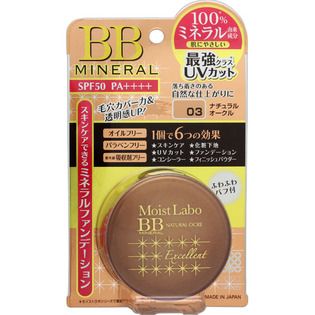 BB
MINERAL
SPF50 PA++++
100%
ミネラル
由来成分
肌にやさしい
最強クラス
UVカット
落ち着きのある
自然な仕上がりに
03 ナチュラルオークル
毛穴カバー力&
透明感UP!
オイルフリー
パラベンフリー
吸収剤フリー
スキンケアできるミネラルファンデーション
1個で6つの効果
★スキンケア ★化粧下地
★UVカット ★ファンデーション
★コンシーラー ★フィニッシュパウダー
ふわふわ
パフ付
Moist Labo
BB NATURAL OCRE
MINERAL
Excellent
MADE IN JAPAN